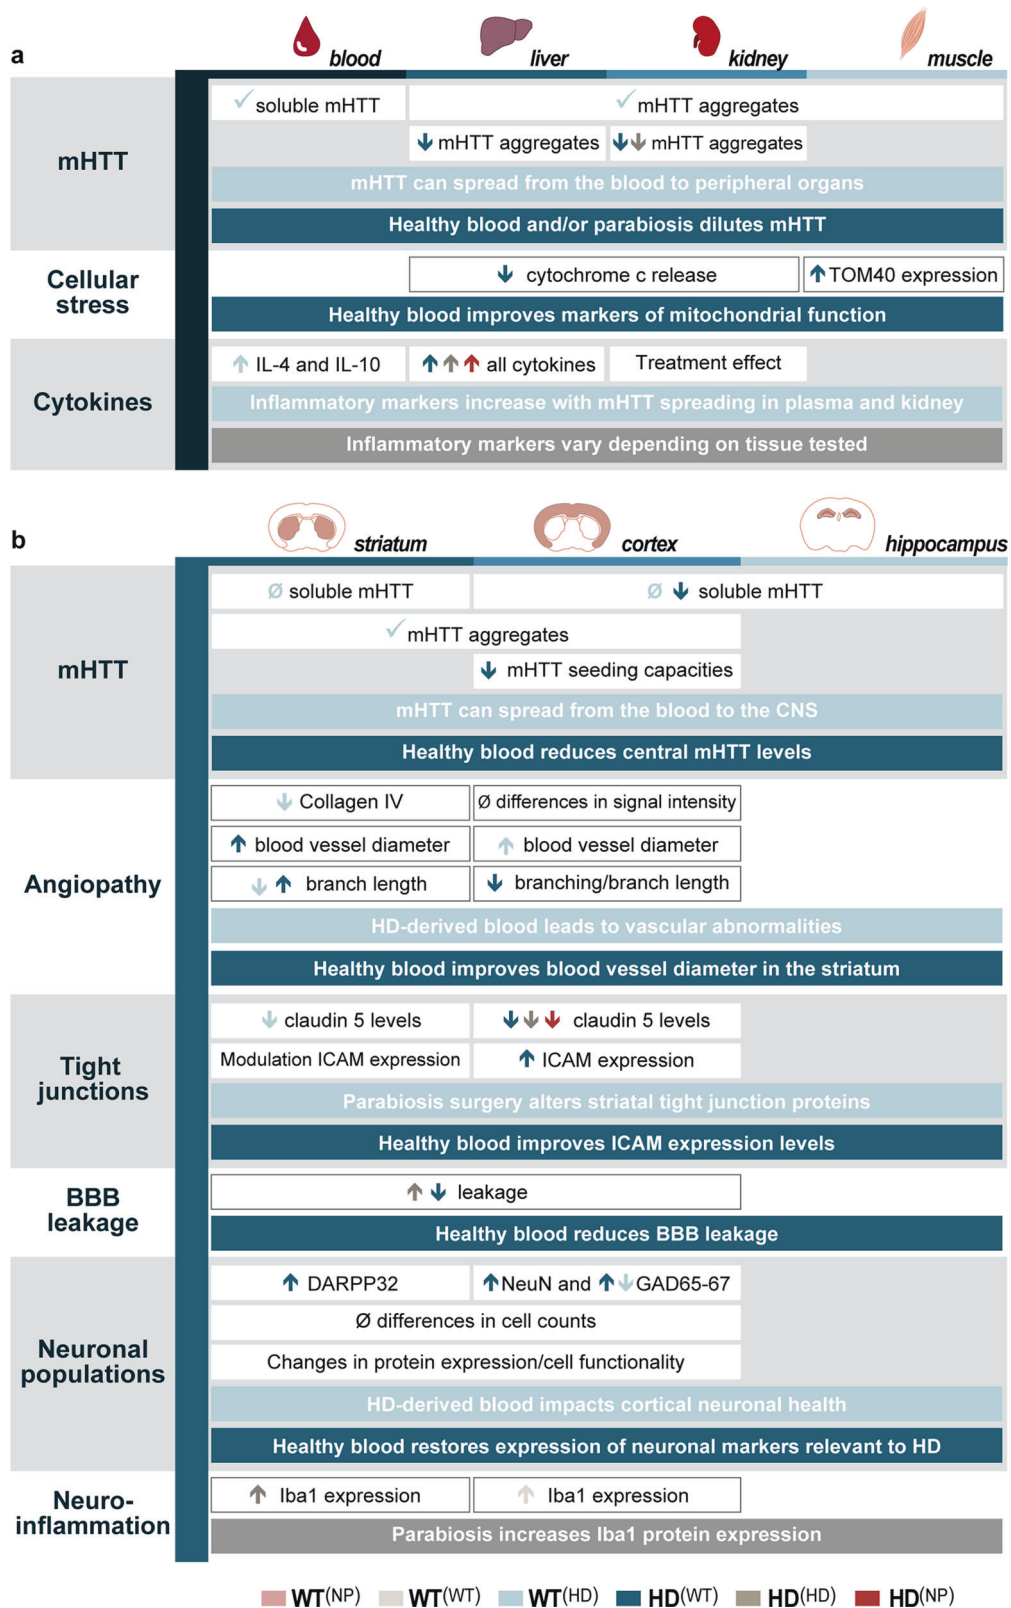 a
blood
liver
kidney
muscle
mHTT
✓ soluble mHTT
✓ mHTT aggregates
↓ mHTT aggregates
↓↓ mHTT aggregates
mHTT can spread from the blood to peripheral organs
Healthy blood and/or parabiosis dilutes mHTT
Cellular
stress
↓ cytochrome c release
↑ TOM40 expression
Healthy blood improves markers of mitochondrial function
Cytokines
↑ IL-4 and IL-10
↑↑↑ all cytokines
Treatment effect
Inflammatory markers increase with mHTT spreading in plasma and kidney
Inflammatory markers vary depending on tissue tested
b
striatum
cortex
hippocampus
mHTT
Ø soluble mHTT
Ø ↓ soluble mHTT
✓ mHTT aggregates
↓ mHTT seeding capacities
mHTT can spread from the blood to the CNS
Healthy blood reduces central mHTT levels
Angiopathy
↓ Collagen IV
Ø differences in signal intensity
↑ blood vessel diameter
↑ blood vessel diameter
↓ ↑ branch length
↓ branching/branch length
HD-derived blood leads to vascular abnormalities
Healthy blood improves blood vessel diameter in the striatum
Tight
junctions
↓ claudin 5 levels
↓↓↓ claudin 5 levels
Modulation ICAM expression
↑ ICAM expression
Parabiosis surgery alters striatal tight junction proteins
Healthy blood improves ICAM expression levels
BBB
leakage
↑ ↓ leakage
Healthy blood reduces BBB leakage
Neuronal
populations
↑ DARPP32
↑ NeuN and ↑↓ GAD65-67
Ø differences in cell counts
Changes in protein expression/cell functionality
HD-derived blood impacts cortical neuronal health
Healthy blood restores expression of neuronal markers relevant to HD
Neuro-
inflammation
↑ Iba1 expression
↑ Iba1 expression
Parabiosis increases Iba1 protein expression
WT(NP) WT(WT) WT(HD) HD(WT) HD(HD) HD(NP)